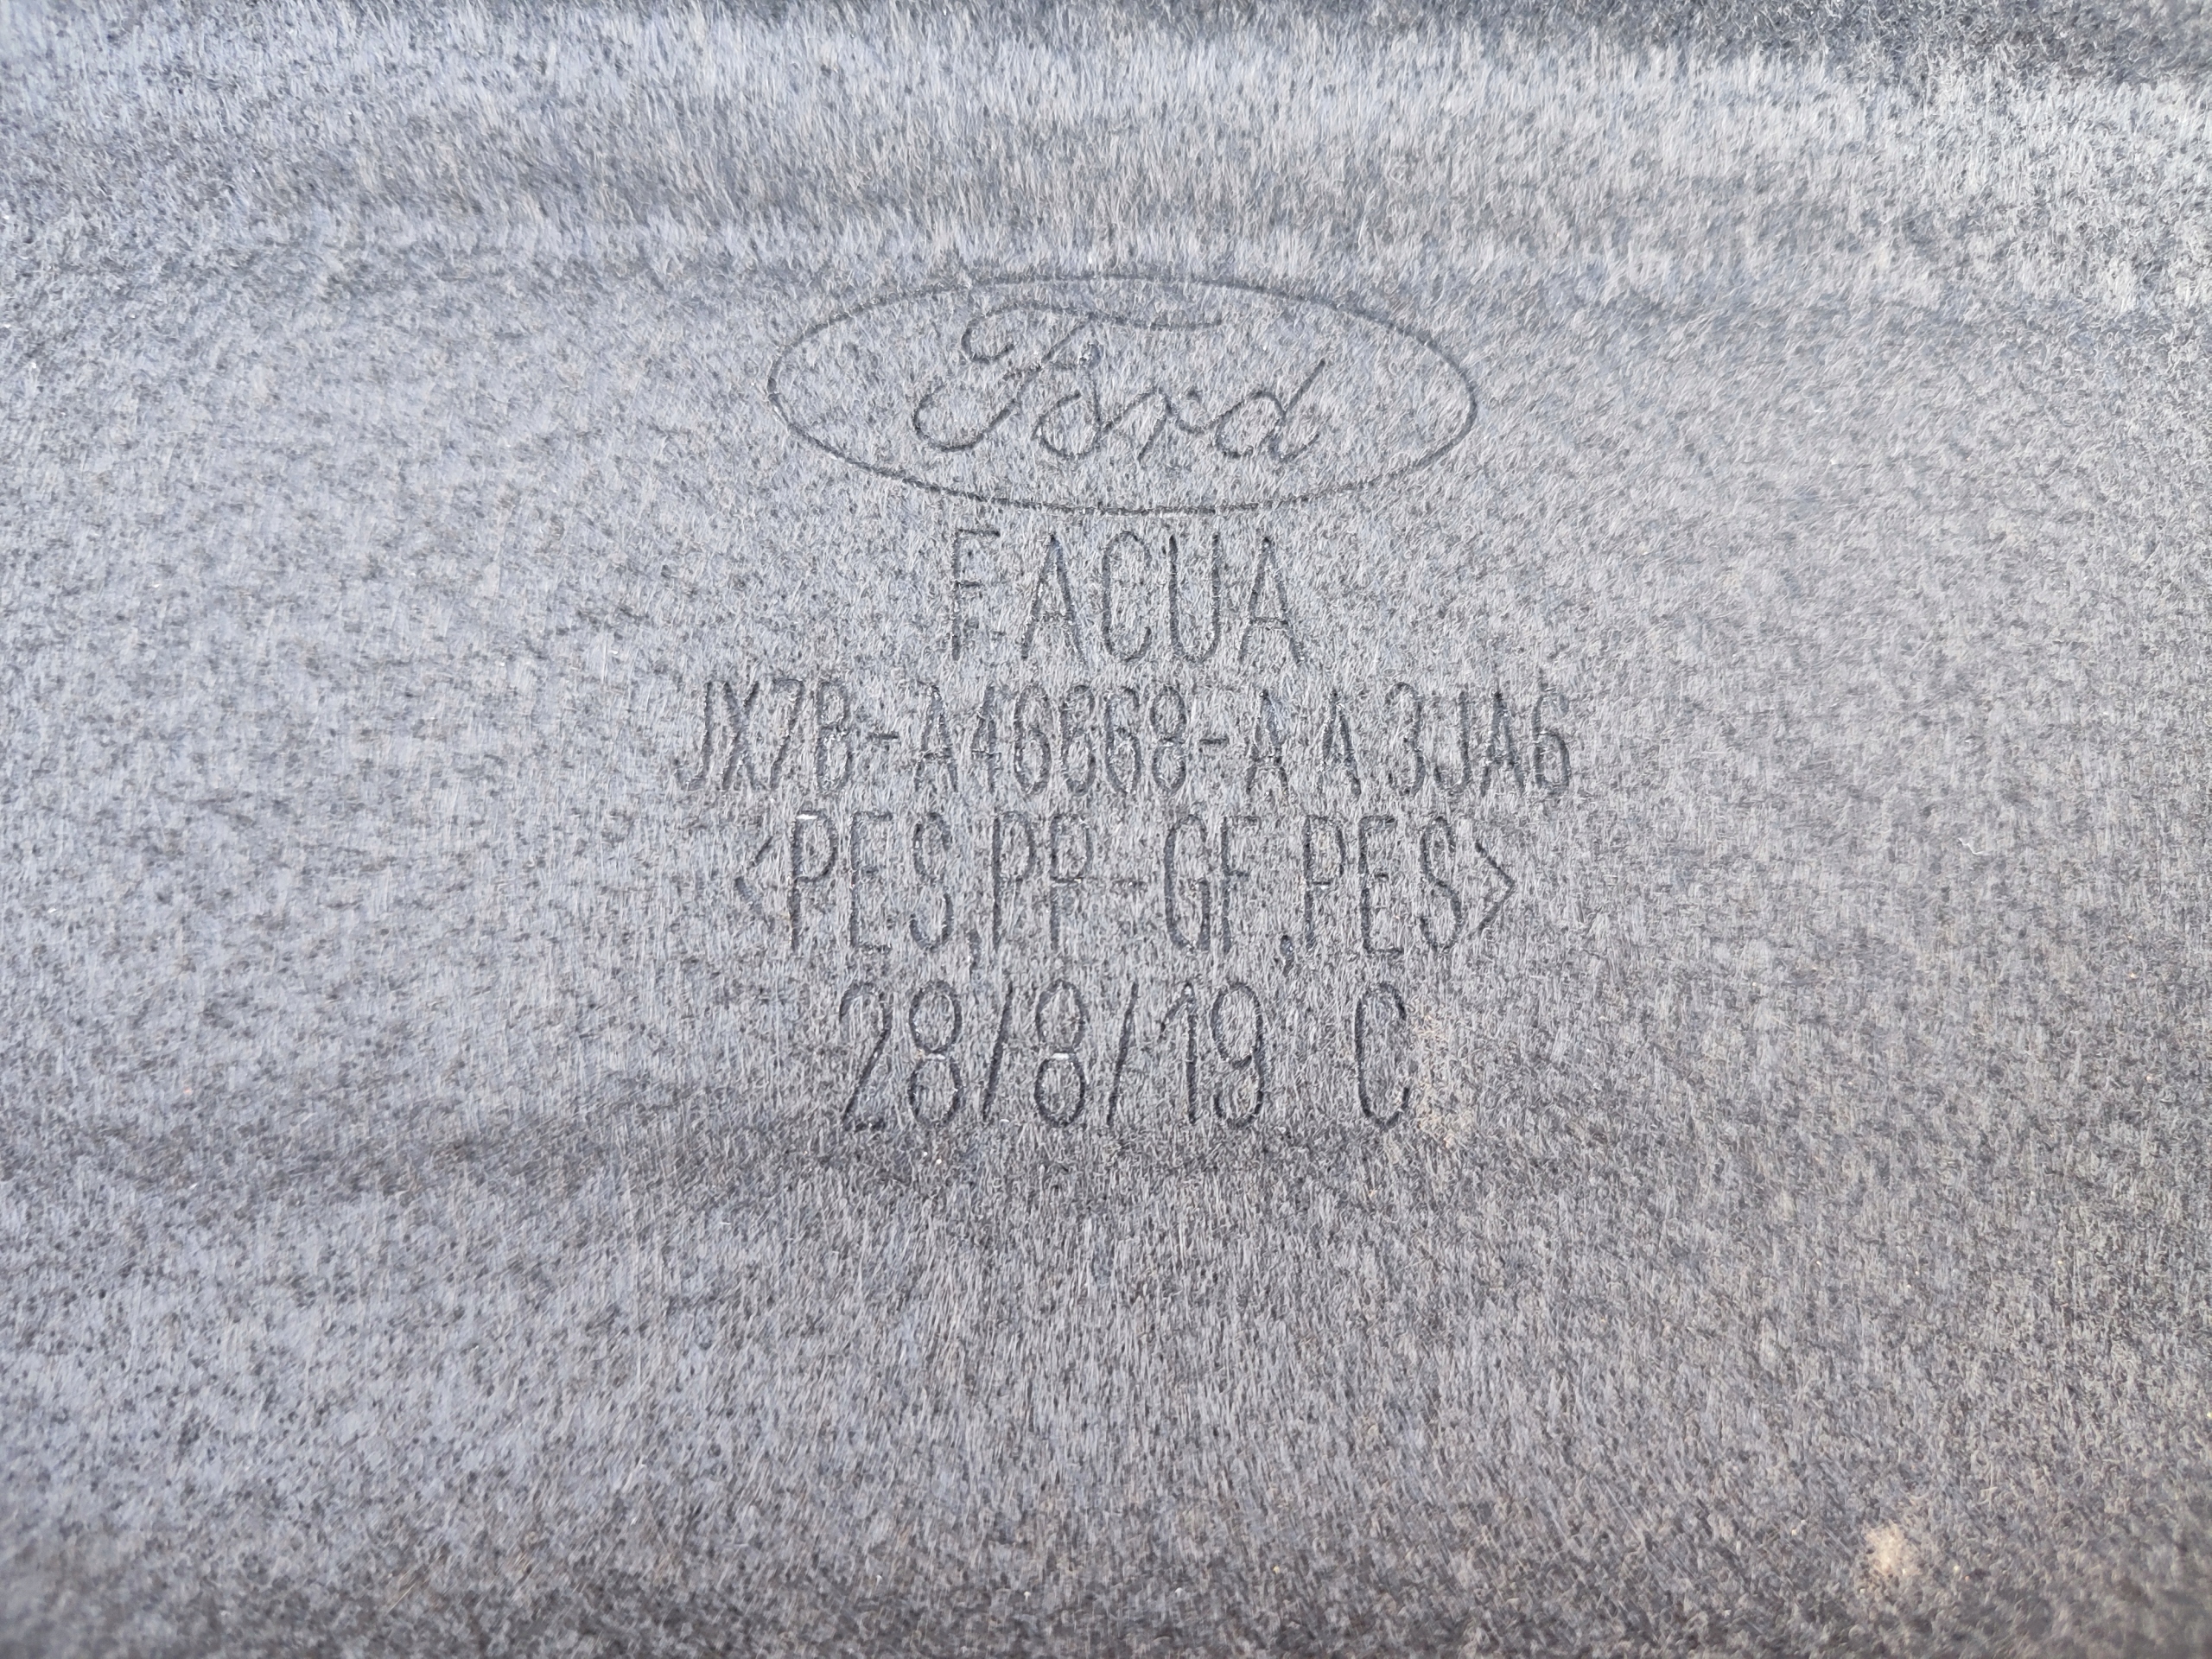 Ford
FACUA
JX7B-A46668-AA3JA6
<PES,PP-GF,PES>
28/8/19 C